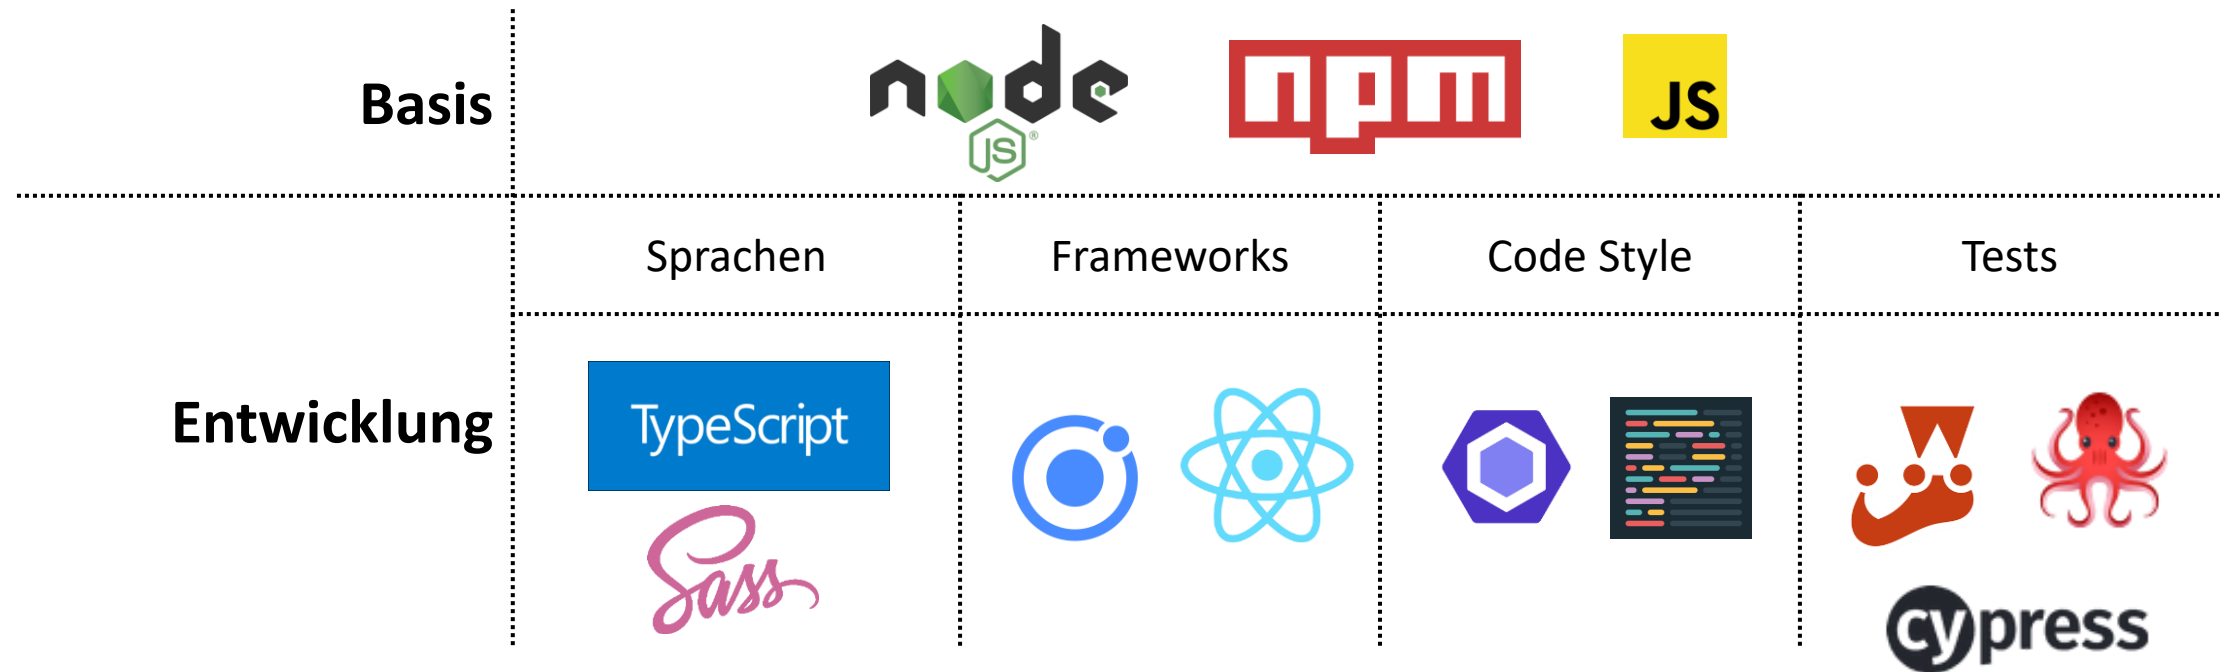 Basis
node
JS®
npm
JS
Sprachen
Frameworks
Code Style
Tests
Entwicklung
TypeScript
Sass
cypress